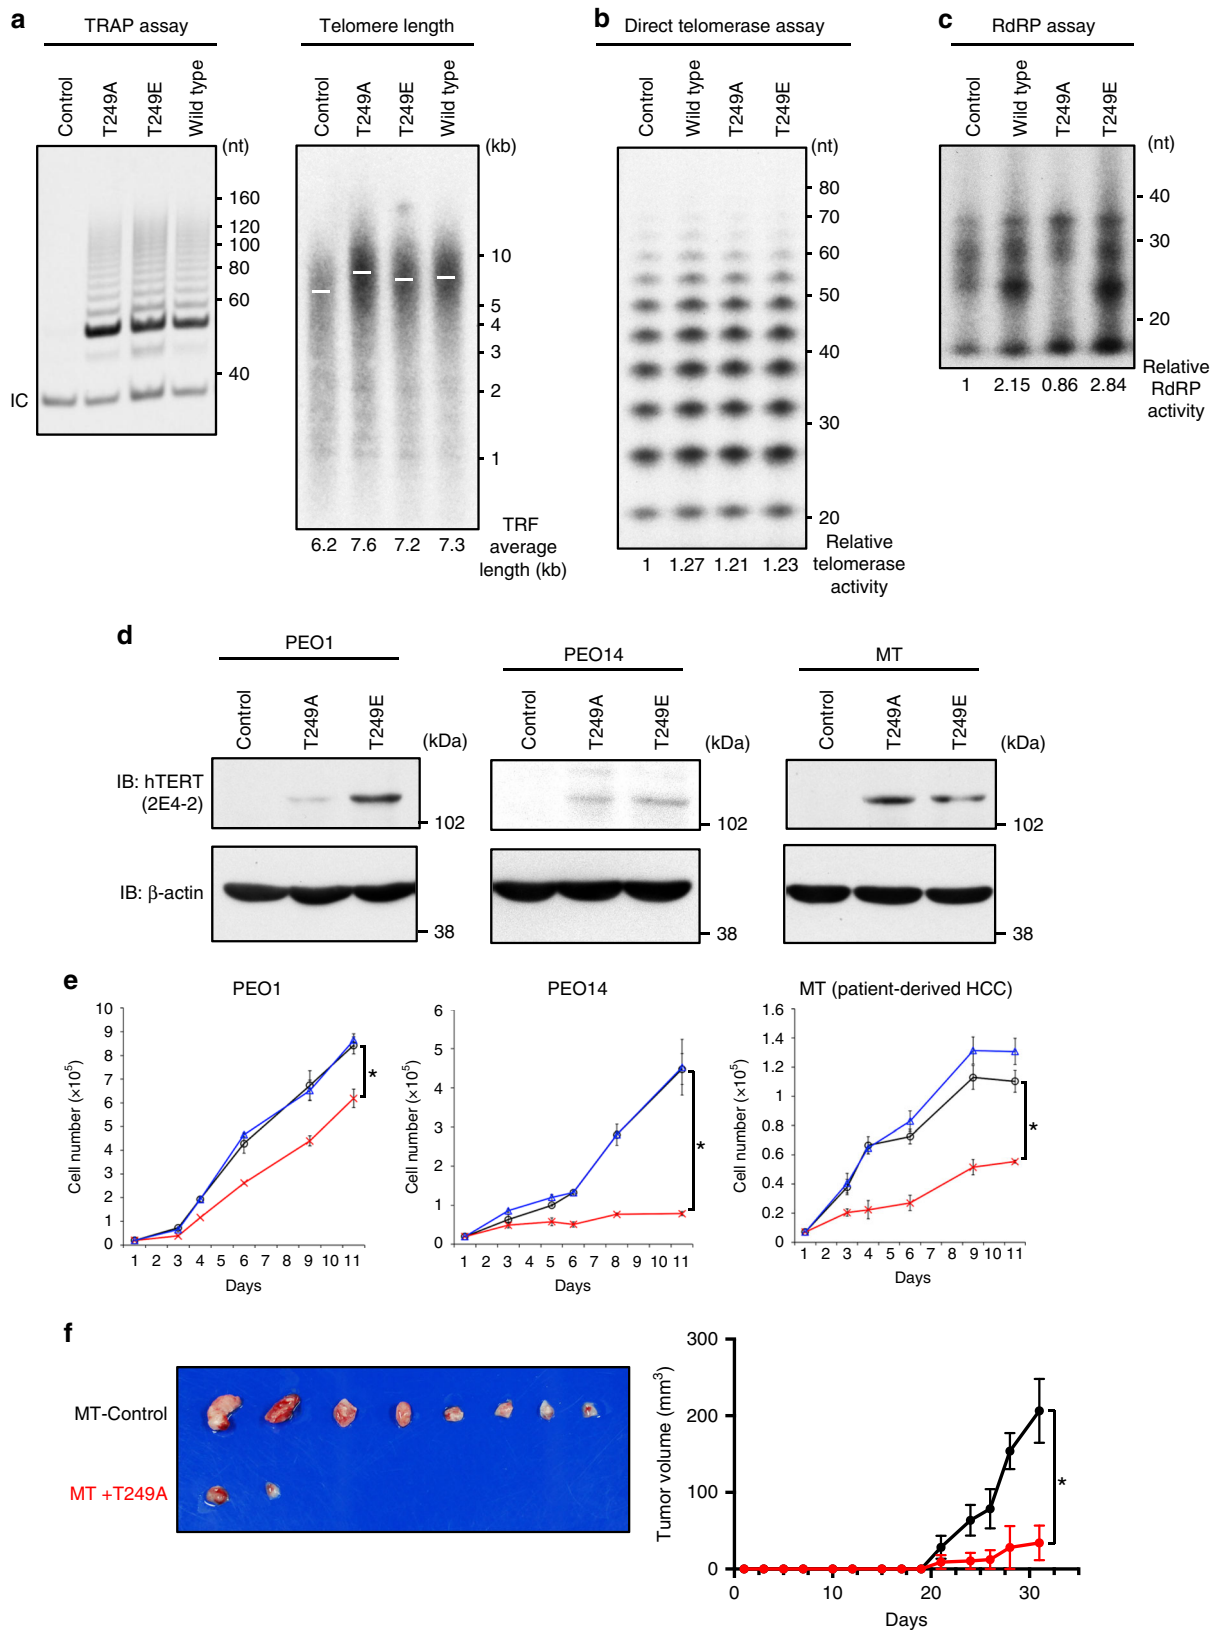 a
TRAP assay
Control
T249A
T249E
Wild type
(nt)
160
120
100
80
60
40
IC
Telomere length
Control
T249A
T249E
Wild type
(kb)
10
5
4
3
2
1
6.2 7.6 7.2 7.3
TRF
average
length (kb)
b
Direct telomerase assay
Control
Wild type
T249A
T249E
(nt)
80
70
60
50
40
30
20
1 1.27 1.21 1.23
Relative
telomerase
activity
c
RdRP assay
Control
Wild type
T249A
T249E
(nt)
40
30
20
1 2.15 0.86 2.84
Relative
RdRP
activity
d
PEO1
Control
T249A
T249E
(kDa)
IB: hTERT
(2E4-2)
102
IB: β-actin
38
PEO14
Control
T249A
T249E
(kDa)
102
38
MT
Control
T249A
T249E
(kDa)
102
38
e
PEO1
Cell number (×10⁵)
10
9
8
7
6
5
4
3
2
1
0
1 2 3 4 5 6 7 8 9 10 11
Days
*
PEO14
Cell number (×10⁵)
6
5
4
3
2
1
0
1 2 3 4 5 6 7 8 9 10 11
Days
*
MT (patient-derived HCC)
Cell number (×10⁵)
1.6
1.4
1.2
1
0.8
0.6
0.4
0.2
0
1 2 3 4 5 6 7 8 9 10 11
Days
*
f
MT-Control
MT +T249A
Tumor volume (mm³)
300
200
100
0
0 10 20 30
Days
*